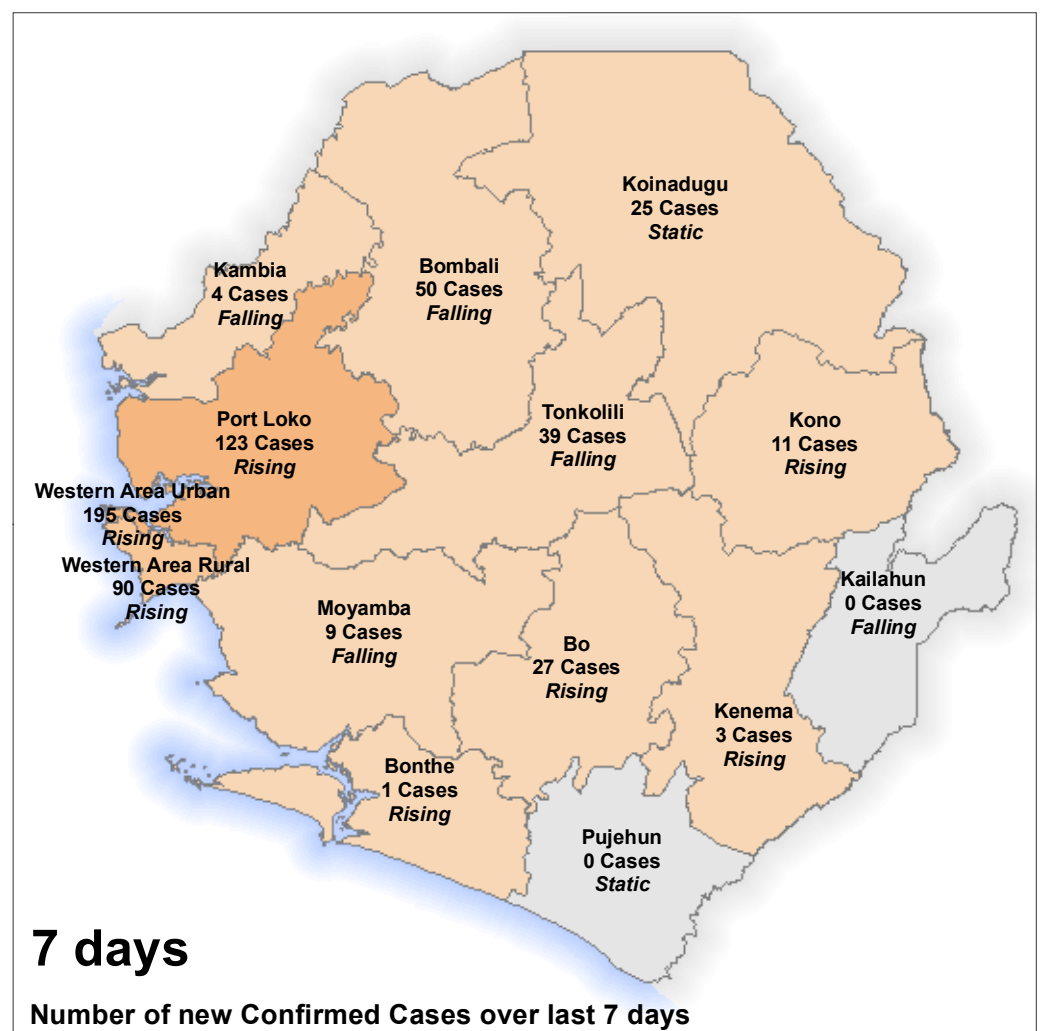 Koinadugu
25 Cases
Static
Kambia
4 Cases
Falling
Bombali
50 Cases
Falling
Port Loko
123 Cases
Rising
Tonkolili
39 Cases
Falling
Kono
11 Cases
Rising
Western Area Urban
195 Cases
Rising
Western Area Rural
90 Cases
Rising
Kailahun
0 Cases
Falling
Moyamba
9 Cases
Falling
Bo
27 Cases
Rising
Kenema
3 Cases
Rising
Bonthe
1 Cases
Rising
Pujehun
0 Cases
Static
7 days
Number of new Confirmed Cases over last 7 days